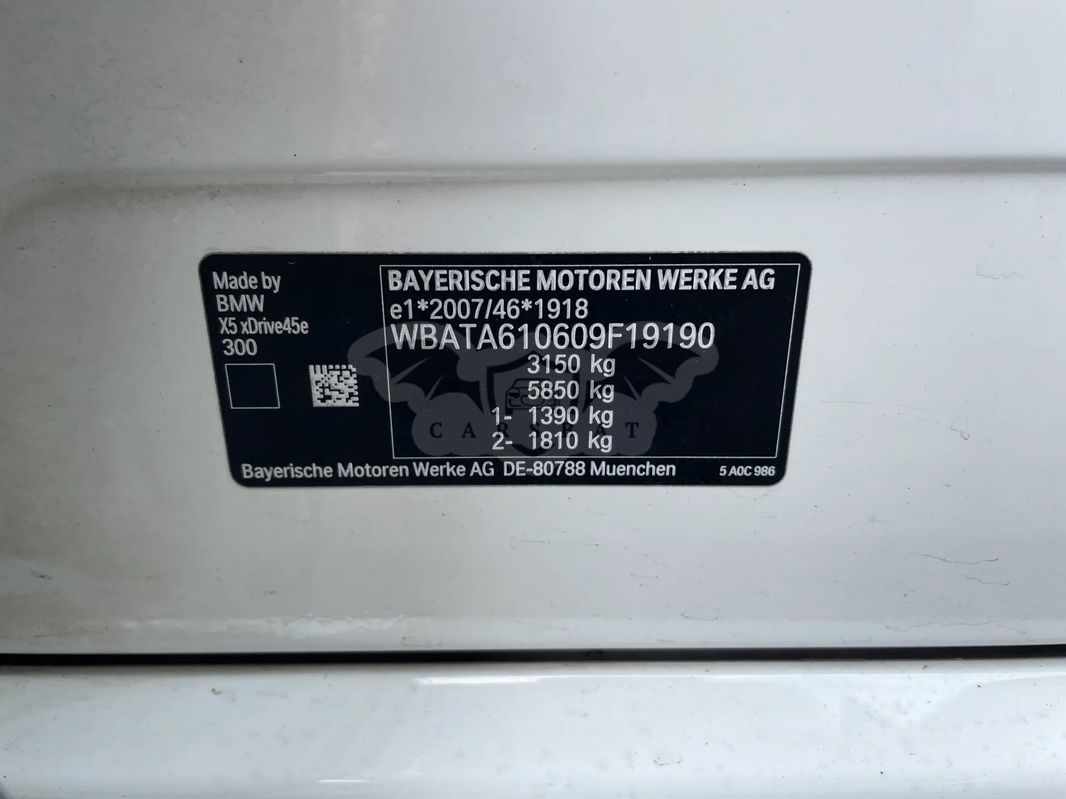 Made by
BMW
X5 xDrive45e
300
BAYERISCHE MOTOREN WERKE AG
e1*2007/46*1918
WBATA610609F19190
3150 kg
5850 kg
1- 1390 kg
2- 1810 kg
CARSBAT
Bayerische Motoren Werke AG DE-80788 Muenchen
5 A0C 986